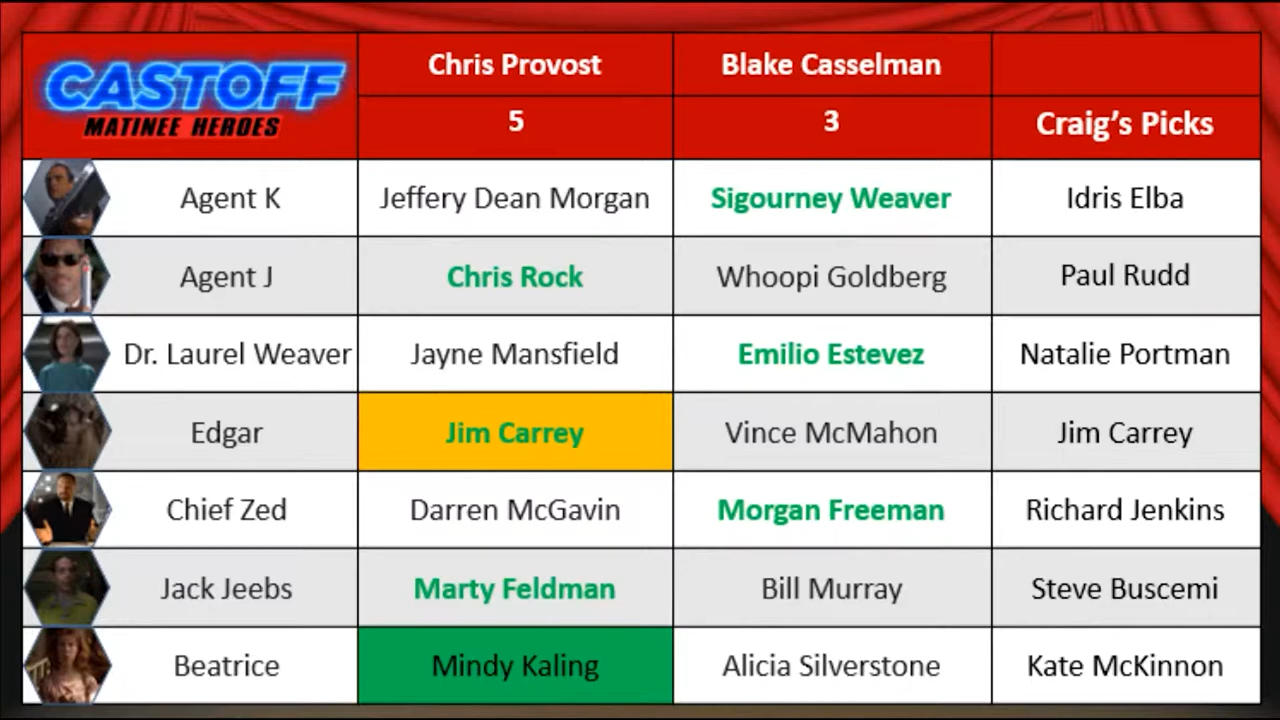 CASTOFF
MATINEE HEROES
Chris Provost
Blake Casselman
5
3
Craig's Picks
Agent K
Jeffery Dean Morgan
Sigourney Weaver
Idris Elba
Agent J
Chris Rock
Whoopi Goldberg
Paul Rudd
Dr. Laurel Weaver
Jayne Mansfield
Emilio Estevez
Natalie Portman
Edgar
Jim Carrey
Vince McMahon
Jim Carrey
Chief Zed
Darren McGavin
Morgan Freeman
Richard Jenkins
Jack Jeebs
Marty Feldman
Bill Murray
Steve Buscemi
Beatrice
Mindy Kaling
Alicia Silverstone
Kate McKinnon